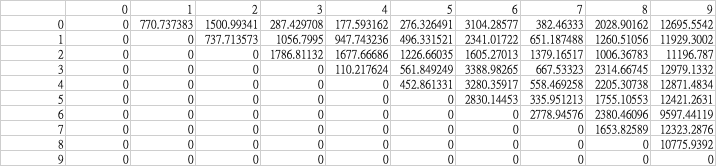 0 1 2 3 4 5 6 7 8 9
0 0 770.737383 1500.99341 287.429708 177.593162 276.326491 3104.28577 382.46333 2028.90162 12695.5542
1 0 0 737.713573 1056.7995 947.743236 496.331521 2341.01722 651.187488 1260.51056 11929.3002
2 0 0 0 1786.81132 1677.66686 1226.66035 1605.27013 1379.16517 1006.36783 11196.787
3 0 0 0 0 110.217624 561.849249 3388.98265 667.53323 2314.66745 12979.1332
4 0 0 0 0 0 452.861331 3280.35917 558.469258 2205.30738 12871.4834
5 0 0 0 0 0 0 2830.14453 335.951213 1755.10553 12421.2631
6 0 0 0 0 0 0 0 2778.94576 2380.46096 9597.44119
7 0 0 0 0 0 0 0 0 1653.82589 12323.2876
8 0 0 0 0 0 0 0 0 0 10775.9392
9 0 0 0 0 0 0 0 0 0 0